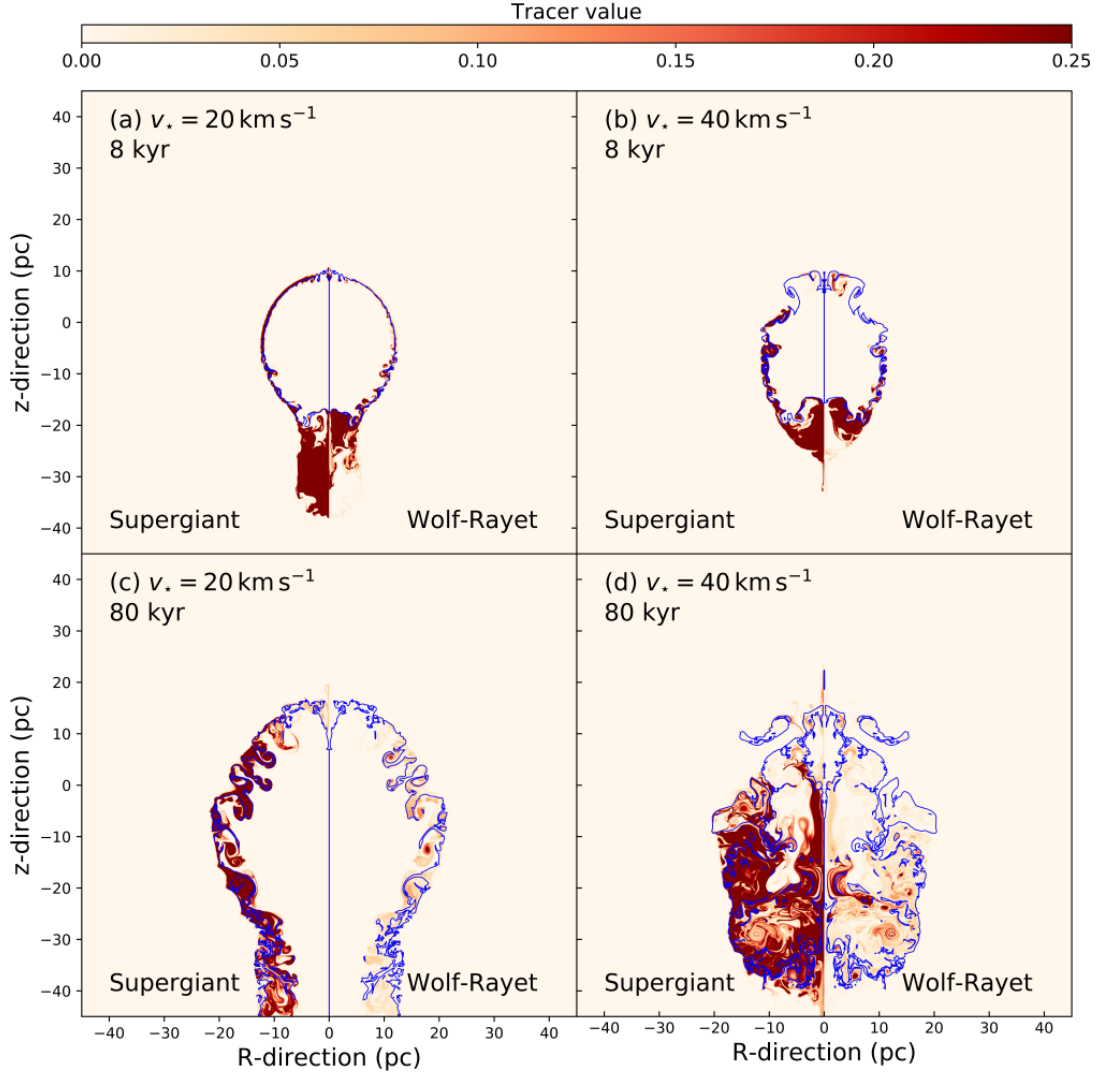 Tracer value
0.00 0.05 0.10 0.15 0.20 0.25
(a) v⋆ = 20 km s⁻¹
8 kyr
(b) v⋆ = 40 km s⁻¹
8 kyr
40
30
20
10
0
−10
−20
−30
−40
z-direction (pc)
Supergiant
Wolf-Rayet
Supergiant
Wolf-Rayet
(c) v⋆ = 20 km s⁻¹
80 kyr
(d) v⋆ = 40 km s⁻¹
80 kyr
40
30
20
10
0
−10
−20
−30
−40
z-direction (pc)
Supergiant
Wolf-Rayet
Supergiant
Wolf-Rayet
−40 −30 −20 −10 0 10 20 30 40
−40 −30 −20 −10 0 10 20 30 40
R-direction (pc)
R-direction (pc)